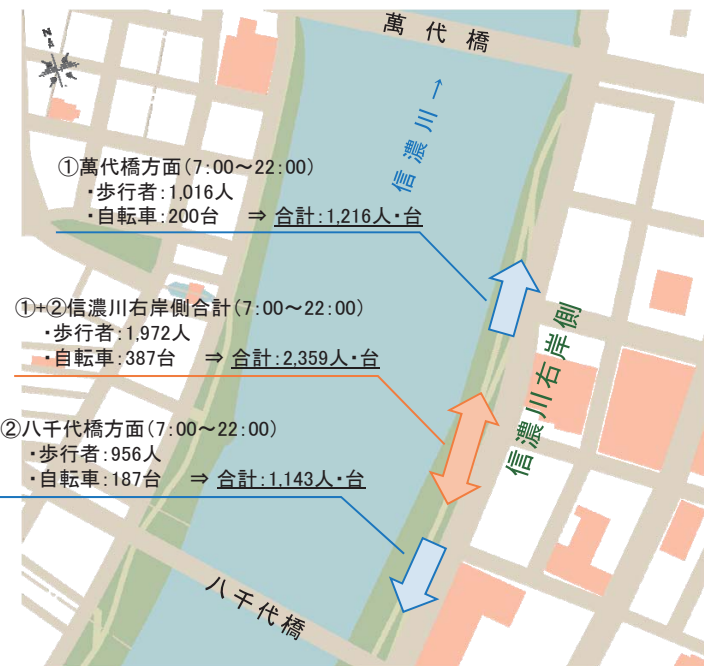 萬代橋
N
信濃川→
①萬代橋方面(7:00～22:00)
・歩行者:1,016人
・自転車:200台 ⇒ 合計:1,216人・台
①+②信濃川右岸側合計(7:00～22:00)
・歩行者:1,972人
・自転車:387台 ⇒ 合計:2,359人・台
信濃川右岸側
②八千代橋方面(7:00～22:00)
・歩行者:956人
・自転車:187台 ⇒ 合計:1,143人・台
八千代橋